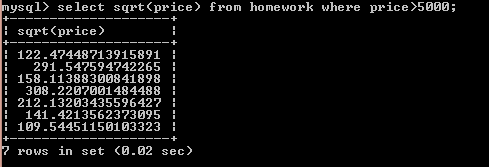 mysql> select sqrt(price) from homework where price>5000;
+--------------------+
| sqrt(price)        |
+--------------------+
| 122.47448713915891 |
|   291.547594742265 |
| 158.11388300841898 |
|  308.2207001484488 |
| 212.13203435596427 |
|  141.4213562373095 |
| 109.54451150103323 |
+--------------------+
7 rows in set (0.02 sec)